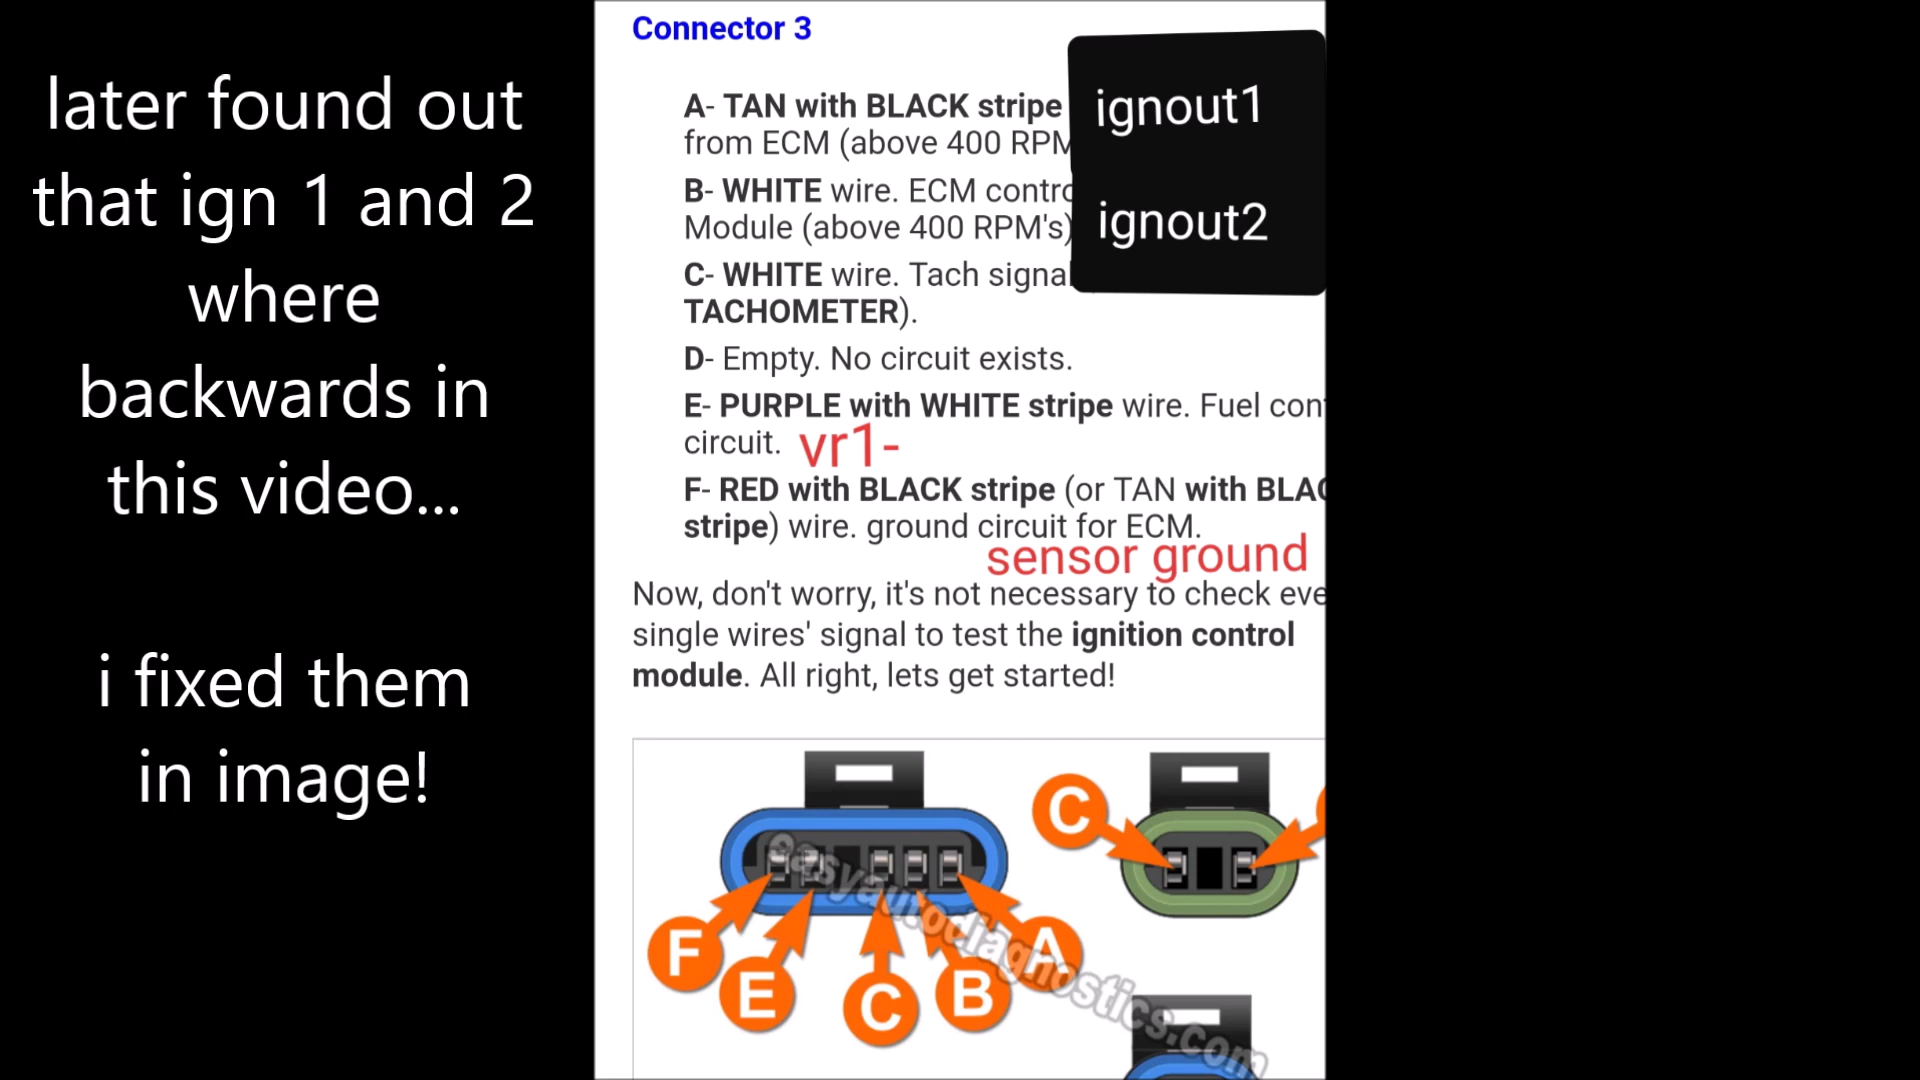 later found out
that ign 1 and 2
where
backwards in
this video...
i fixed them
in image!
Connector 3
A- TAN with BLACK stripe
from ECM (above 400 RPM
ignout1
B- WHITE wire. ECM contro
Module (above 400 RPM's)
ignout2
C- WHITE wire. Tach signal
TACHOMETER).
D- Empty. No circuit exists.
E- PURPLE with WHITE stripe wire. Fuel con
circuit. vr1-
F- RED with BLACK stripe (or TAN with BLAC
stripe) wire. ground circuit for ECM.
sensor ground
Now, don't worry, it's not necessary to check eve
single wires' signal to test the ignition control
module. All right, lets get started!
C
F
E
C
B
A
easyautodiagnostics.com